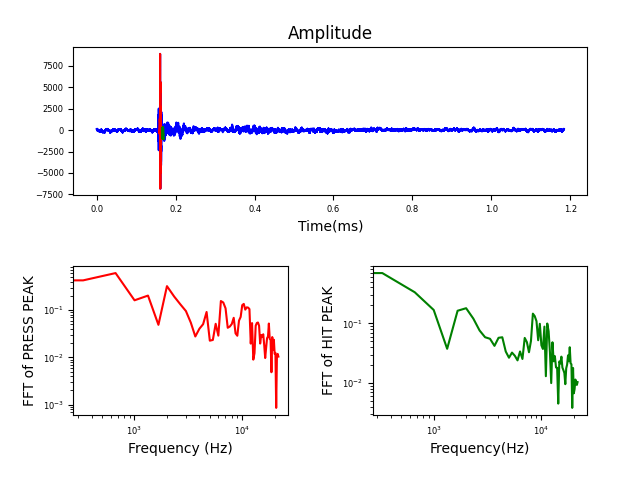 Amplitude
7500
5000
2500
0
−2500
−5000
−7500
0.0 0.2 0.4 0.6 0.8 1.0 1.2
Time(ms)
FFT of PRESS PEAK
10⁻¹
10⁻²
10⁻³
10³ 10⁴
Frequency (Hz)
FFT of HIT PEAK
10⁻¹
10⁻²
10³ 10⁴
Frequency(Hz)